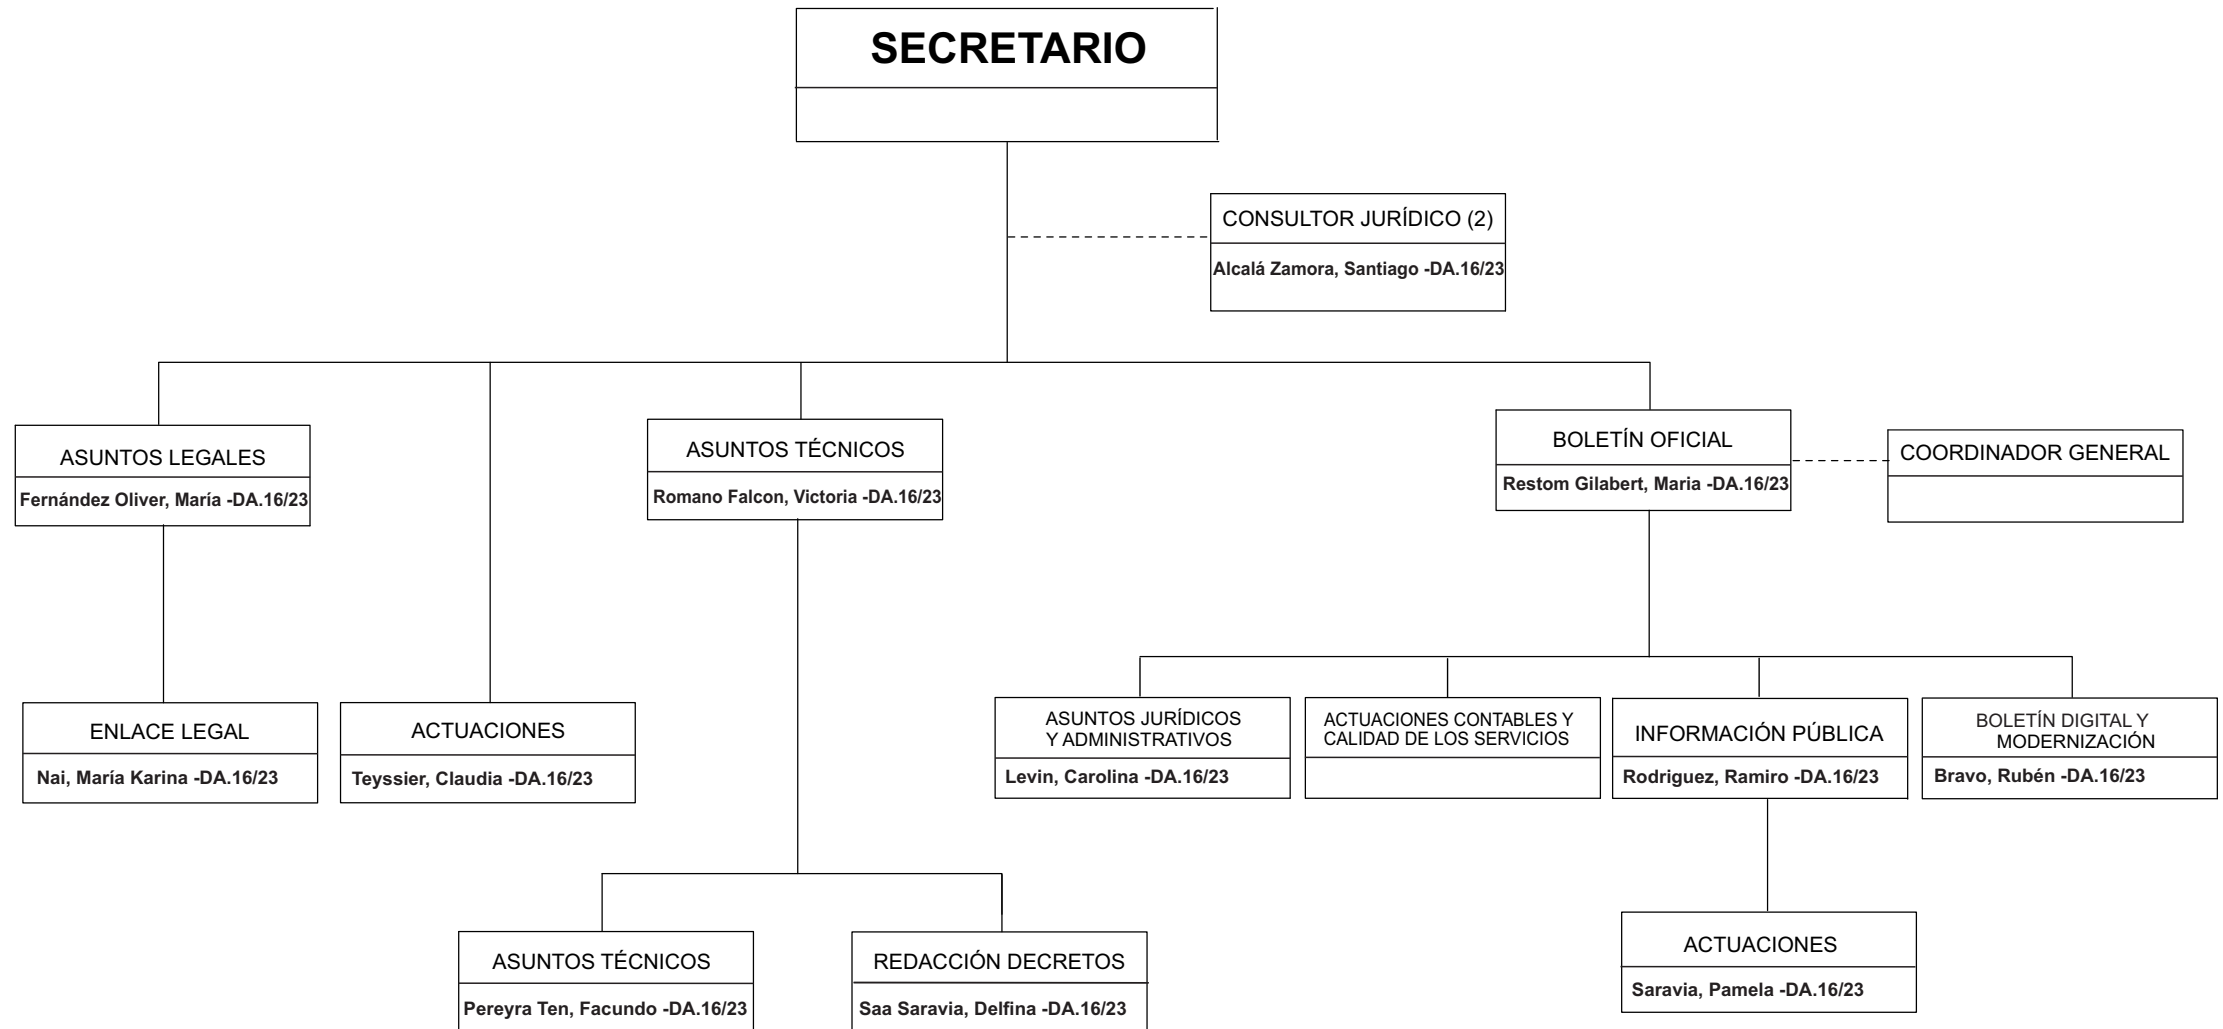 SECRETARIO
CONSULTOR JURÍDICO (2)
Alcalá Zamora, Santiago -DA.16/23
ASUNTOS LEGALES
Fernández Oliver, María -DA.16/23
ASUNTOS TÉCNICOS
Romano Falcon, Victoria -DA.16/23
BOLETÍN OFICIAL
Restom Gilabert, Maria -DA.16/23
COORDINADOR GENERAL
ENLACE LEGAL
Nai, María Karina -DA.16/23
ACTUACIONES
Teyssier, Claudia -DA.16/23
ASUNTOS JURÍDICOS
Y ADMINISTRATIVOS
Levin, Carolina -DA.16/23
ACTUACIONES CONTABLES Y
CALIDAD DE LOS SERVICIOS
INFORMACIÓN PÚBLICA
Rodriguez, Ramiro -DA.16/23
BOLETÍN DIGITAL Y
MODERNIZACIÓN
Bravo, Rubén -DA.16/23
ASUNTOS TÉCNICOS
Pereyra Ten, Facundo -DA.16/23
REDACCIÓN DECRETOS
Saa Saravia, Delfina -DA.16/23
ACTUACIONES
Saravia, Pamela -DA.16/23